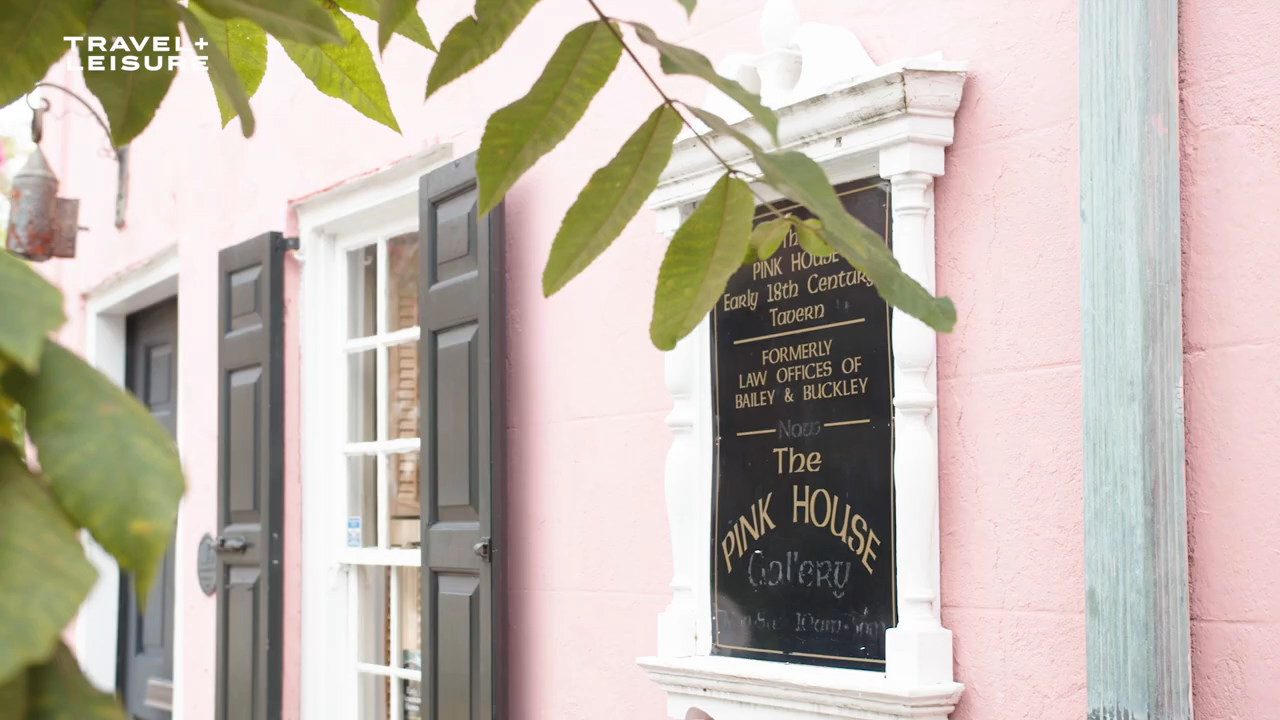 TRAVEL+
LEISURE
PINK HOUSE
Early 18th Century
Tavern
FORMERLY
LAW OFFICES OF
BAILEY & BUCKLEY
Now
The
PINK HOUSE
Gallery